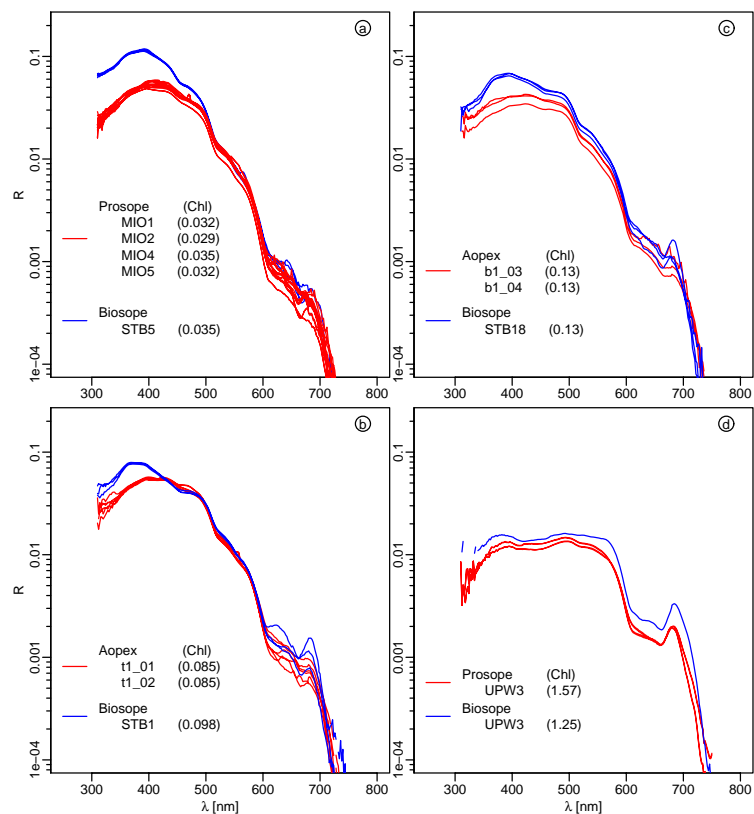 a
0.1
0.01
0.001
1e−04
R
Prosope (Chl)
MIO1 (0.032)
MIO2 (0.029)
MIO4 (0.035)
MIO5 (0.032)
Biosope
STB5 (0.035)
300 400 500 600 700 800
c
0.1
0.01
0.001
1e−04
Aopex (Chl)
b1_03 (0.13)
b1_04 (0.13)
Biosope
STB18 (0.13)
300 400 500 600 700 800
b
0.1
0.01
0.001
1e−04
R
Aopex (Chl)
t1_01 (0.085)
t1_02 (0.085)
Biosope
STB1 (0.098)
300 400 500 600 700 800
λ [nm]
d
0.1
0.01
0.001
1e−04
Prosope (Chl)
UPW3 (1.57)
Biosope
UPW3 (1.25)
300 400 500 600 700 800
λ [nm]